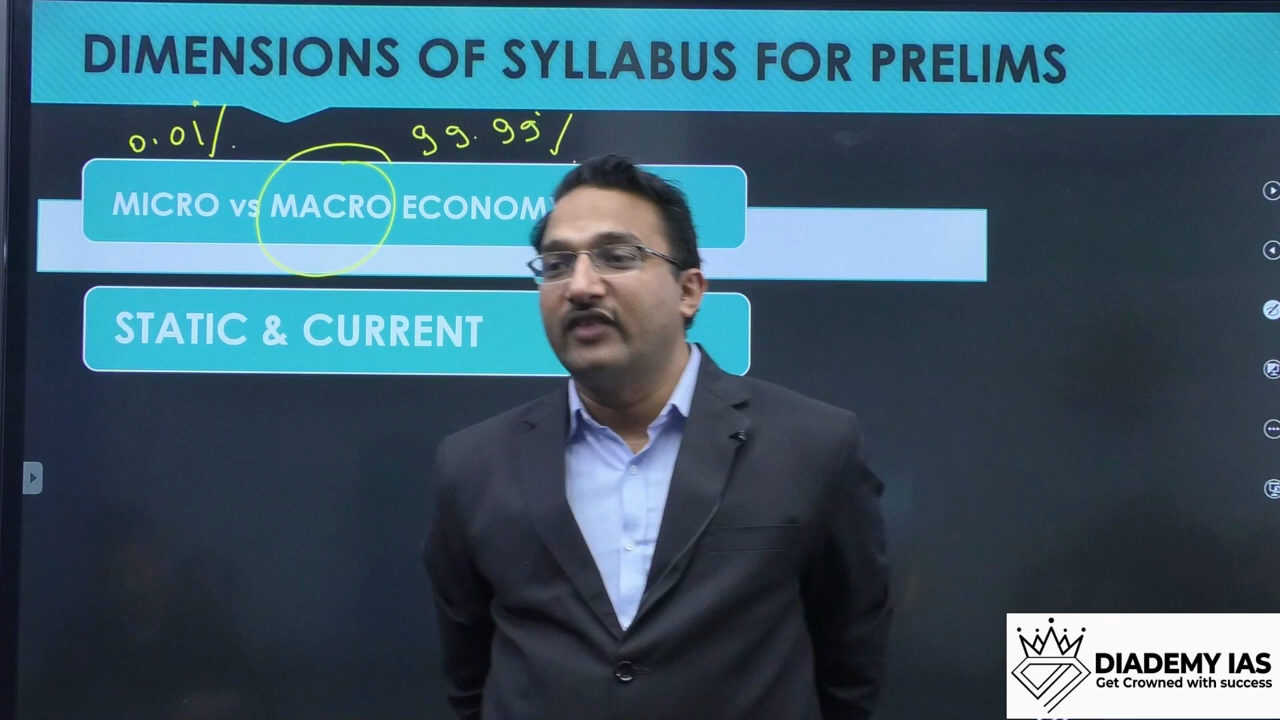 DIMENSIONS OF SYLLABUS FOR PRELIMS
0.01% 99.99%
MICRO vs MACRO ECONOMY
STATIC & CURRENT
DIADEMY IAS
Get Crowned with success